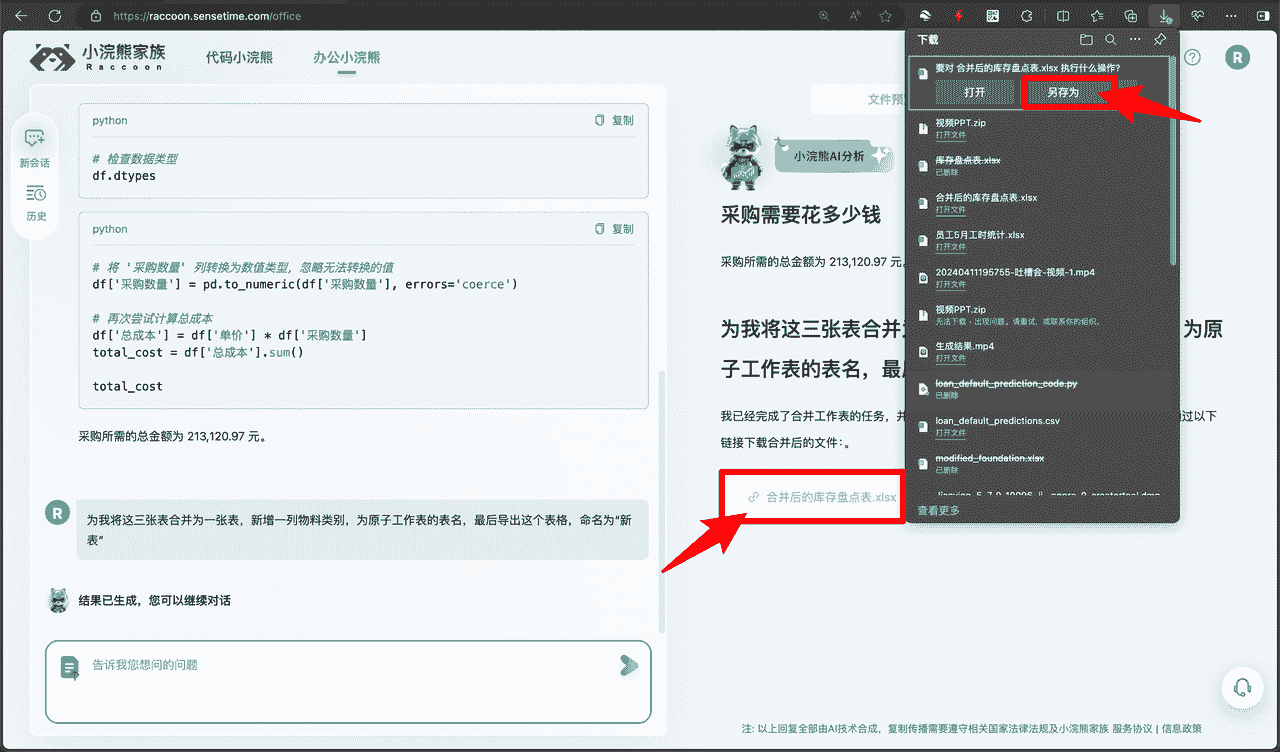 https://raccoon.sensetime.com/office
小浣熊家族
Raccoon
代码小浣熊
办公小浣熊
R
新会话
历史
python
复制
# 检查数据类型
df.dtypes
python
复制
# 将 '采购数量' 列转换为数值类型，忽略无法转换的值
df['采购数量'] = pd.to_numeric(df['采购数量'], errors='coerce')
# 再次尝试计算总成本
df['总成本'] = df['单价'] * df['采购数量']
total_cost = df['总成本'].sum()
total_cost
采购所需的总金额为 213,120.97 元。
R
为我将这三张表合并为一张表，新增一列物料类别，为原子工作表的表名，最后导出这个表格，命名为“新
表”
结果已生成，您可以继续对话
告诉我您想问的问题
文件预
小浣熊AI分析
采购需要花多少钱
采购所需的总金额为 213,120.97 元。
为我将这三张表合并为 为原
子工作表的表名，最
我已经完成了合并工作表的任务，并 通过以下
链接下载合并后的文件：。
合并后的库存盘点表.xlsx
下载
要对 合并后的库存盘点表.xlsx 执行什么操作?
打开
另存为
视频PPT.zip
打开文件
库存盘点表.xlsx
已删除
合并后的库存盘点表.xlsx
打开文件
员工5月工时统计.xlsx
打开文件
20240411195755-吐槽会-视频-1.mp4
打开文件
视频PPT.zip
无法下载 - 出现问题。请重试，或联系你的组织。
生成结果.mp4
打开文件
loan_default_prediction_code.py
已删除
loan_default_predictions.csv
打开文件
modified_foundation.xlsx
已删除
查看更多
注: 以上回复全部由AI技术合成，复制传播需要遵守相关国家法律法规及小浣熊家族 服务协议 | 信息政策